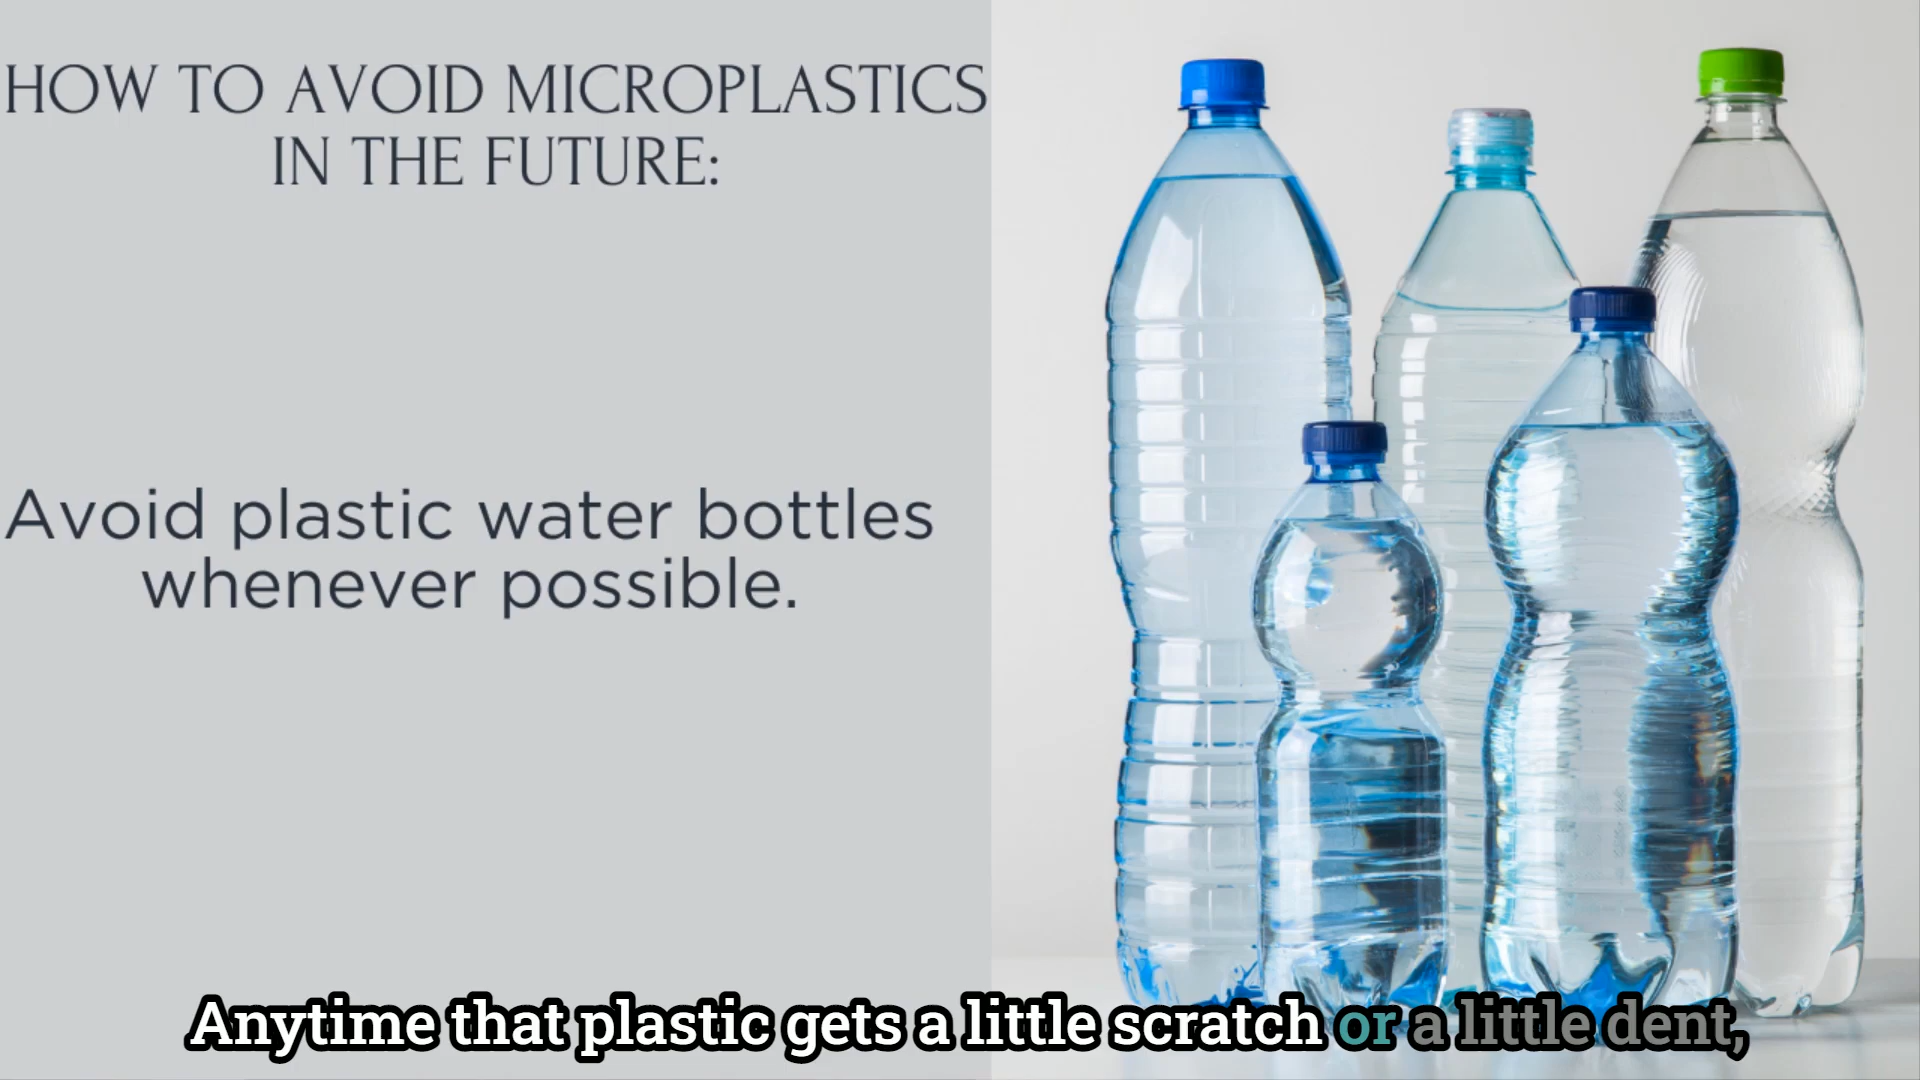 HOW TO AVOID MICROPLASTICS
IN THE FUTURE:
Avoid plastic water bottles
whenever possible.
Anytime that plastic gets a little scratch or a little dent,